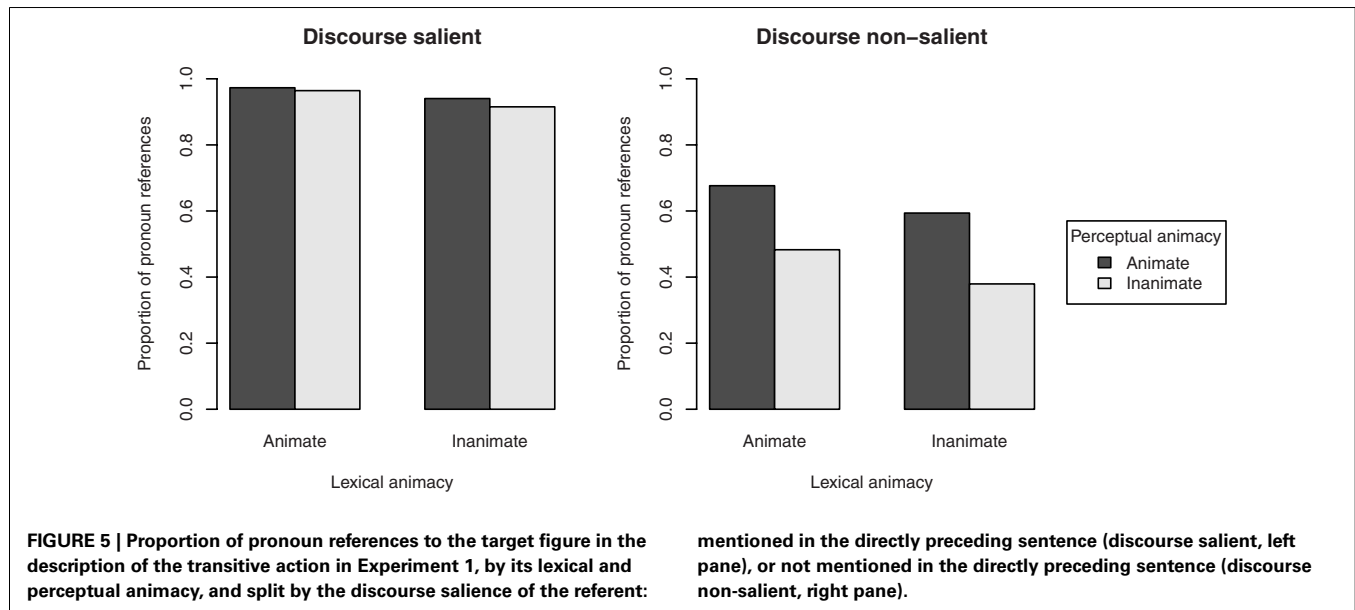 Discourse salient
Proportion of pronoun references
1.0
0.8
0.6
0.4
0.2
0.0
Animate
Inanimate
Lexical animacy
Discourse non−salient
Proportion of pronoun references
1.0
0.8
0.6
0.4
0.2
0.0
Animate
Inanimate
Lexical animacy
Perceptual animacy
Animate
Inanimate
FIGURE 5 | Proportion of pronoun references to the target figure in the
description of the transitive action in Experiment 1, by its lexical and
perceptual animacy, and split by the discourse salience of the referent:
mentioned in the directly preceding sentence (discourse salient, left
pane), or not mentioned in the directly preceding sentence (discourse
non-salient, right pane).